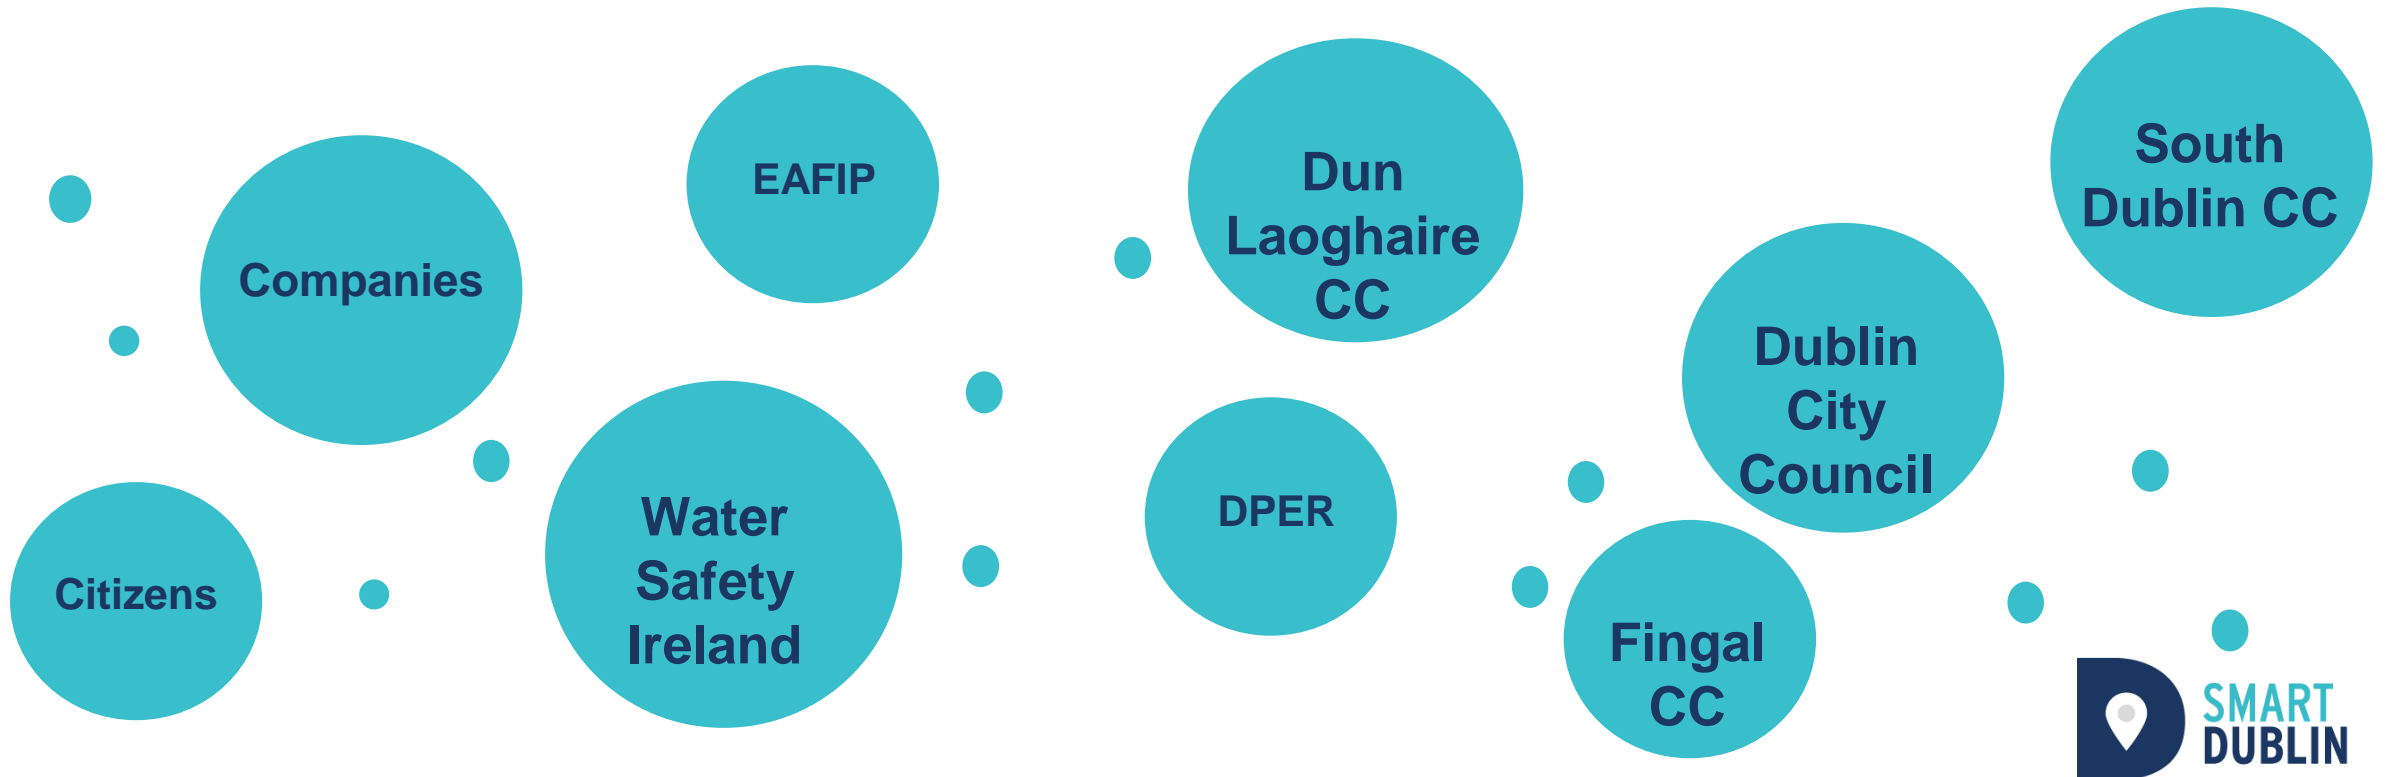 Companies
Citizens
EAFIP
Water
Safety
Ireland
Dun
Laoghaire
CC
DPER
Dublin
City
Council
Fingal
CC
South
Dublin CC
SMART
DUBLIN